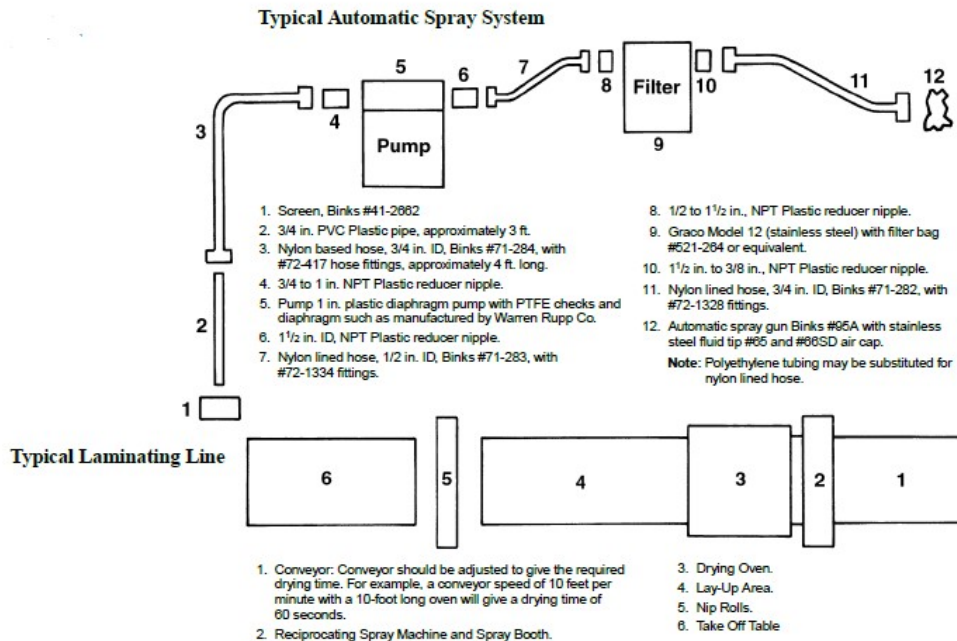 Typical Automatic Spray System
5
6
7
8
Filter
10
11
12
3
4
Pump
9
1. Screen, Binks #41-2662
2. 3/4 in. PVC Plastic pipe, approximately 3 ft.
3. Nylon based hose, 3/4 in. ID, Binks #71-284, with
#72-417 hose fittings, approximately 4 ft. long.
4. 3/4 to 1 in. NPT Plastic reducer nipple.
5. Pump 1 in. plastic diaphragm pump with PTFE checks and
diaphragm such as manufactured by Warren Rupp Co.
6. 1 1/2 in. ID, NPT Plastic reducer nipple.
7. Nylon lined hose, 1/2 in. ID, Binks #71-283, with
#72-1334 fittings.
8. 1/2 to 1 1/2 in., NPT Plastic reducer nipple.
9. Graco Model 12 (stainless steel) with filter bag
#521-264 or equivalent.
10. 1 1/2 in. to 3/8 in., NPT Plastic reducer nipple.
11. Nylon lined hose, 3/4 in. ID, Binks #71-282, with
#72-1328 fittings.
12. Automatic spray gun Binks #95A with stainless
steel fluid tip #65 and #66SD air cap.
Note: Polyethylene tubing may be substituted for
nylon lined hose.
2
1
Typical Laminating Line
6
5
4
3
2
1
1. Conveyor: Conveyor should be adjusted to give the required
drying time. For example, a conveyor speed of 10 feet per
minute with a 10-foot long oven will give a drying time of
60 seconds.
2. Reciprocating Spray Machine and Spray Booth.
3. Drying Oven.
4. Lay-Up Area.
5. Nip Rolls.
6. Take Off Table